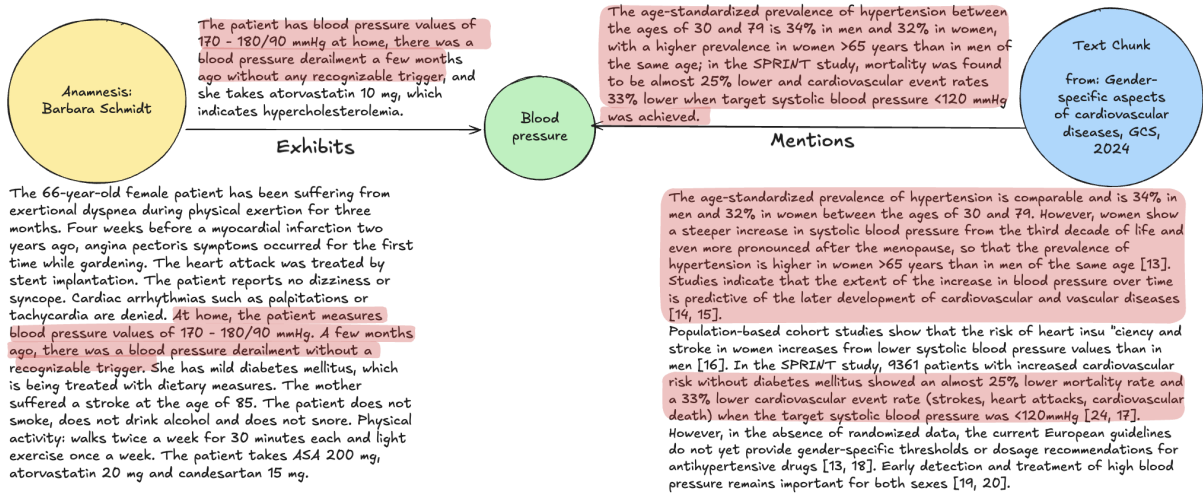 Anamnesis:
Barbara Schmidt
The patient has blood pressure values of
170 - 180/90 mmHg at home, there was a
blood pressure derailment a few months
ago without any recognizable trigger, and
she takes atorvastatin 10 mg, which
indicates hypercholesterolemia.
Exhibits
Blood
pressure
The age-standardized prevalence of hypertension between
the ages of 30 and 79 is 34% in men and 32% in women,
with a higher prevalence in women >65 years than in men of
the same age; in the SPRINT study, mortality was found
to be almost 25% lower and cardiovascular event rates
33% lower when target systolic blood pressure <120 mmHg
was achieved.
Mentions
Text Chunk
from: Gender-
specific aspects
of cardiovascular
diseases, GCS,
2024
The 66-year-old female patient has been suffering from
exertional dyspnea during physical exertion for three
months. Four weeks before a myocardial infarction two
years ago, angina pectoris symptoms occurred for the first
time while gardening. The heart attack was treated by
stent implantation. The patient reports no dizziness or
syncope. Cardiac arrhythmias such as palpitations or
tachycardia are denied. At home, the patient measures
blood pressure values of 170 - 180/90 mmHg. A few months
ago, there was a blood pressure derailment without a
recognizable trigger. She has mild diabetes mellitus, which
is being treated with dietary measures. The mother
suffered a stroke at the age of 85. The patient does not
smoke, does not drink alcohol and does not snore. Physical
activity: walks twice a week for 30 minutes each and light
exercise once a week. The patient takes ASA 200 mg,
atorvastatin 20 mg and candesartan 15 mg.
The age-standardized prevalence of hypertension is comparable and is 34% in
men and 32% in women between the ages of 30 and 79. However, women show
a steeper increase in systolic blood pressure from the third decade of life and
even more pronounced after the menopause, so that the prevalence of
hypertension is higher in women >65 years than in men of the same age [13].
Studies indicate that the extent of the increase in blood pressure over time
is predictive of the later development of cardiovascular and vascular diseases
[14, 15].
Population-based cohort studies show that the risk of heart insu "ciency and
stroke in women increases from lower systolic blood pressure values than in
men [16]. In the SPRINT study, 9361 patients with increased cardiovascular
risk without diabetes mellitus showed an almost 25% lower mortality rate and
a 33% lower cardiovascular event rate (strokes, heart attacks, cardiovascular
death) when the target systolic blood pressure was <120mmHg [24, 17].
However, in the absence of randomized data, the current European guidelines
do not yet provide gender-specific thresholds or dosage recommendations for
antihypertensive drugs [13, 18]. Early detection and treatment of high blood
pressure remains important for both sexes [19, 20].